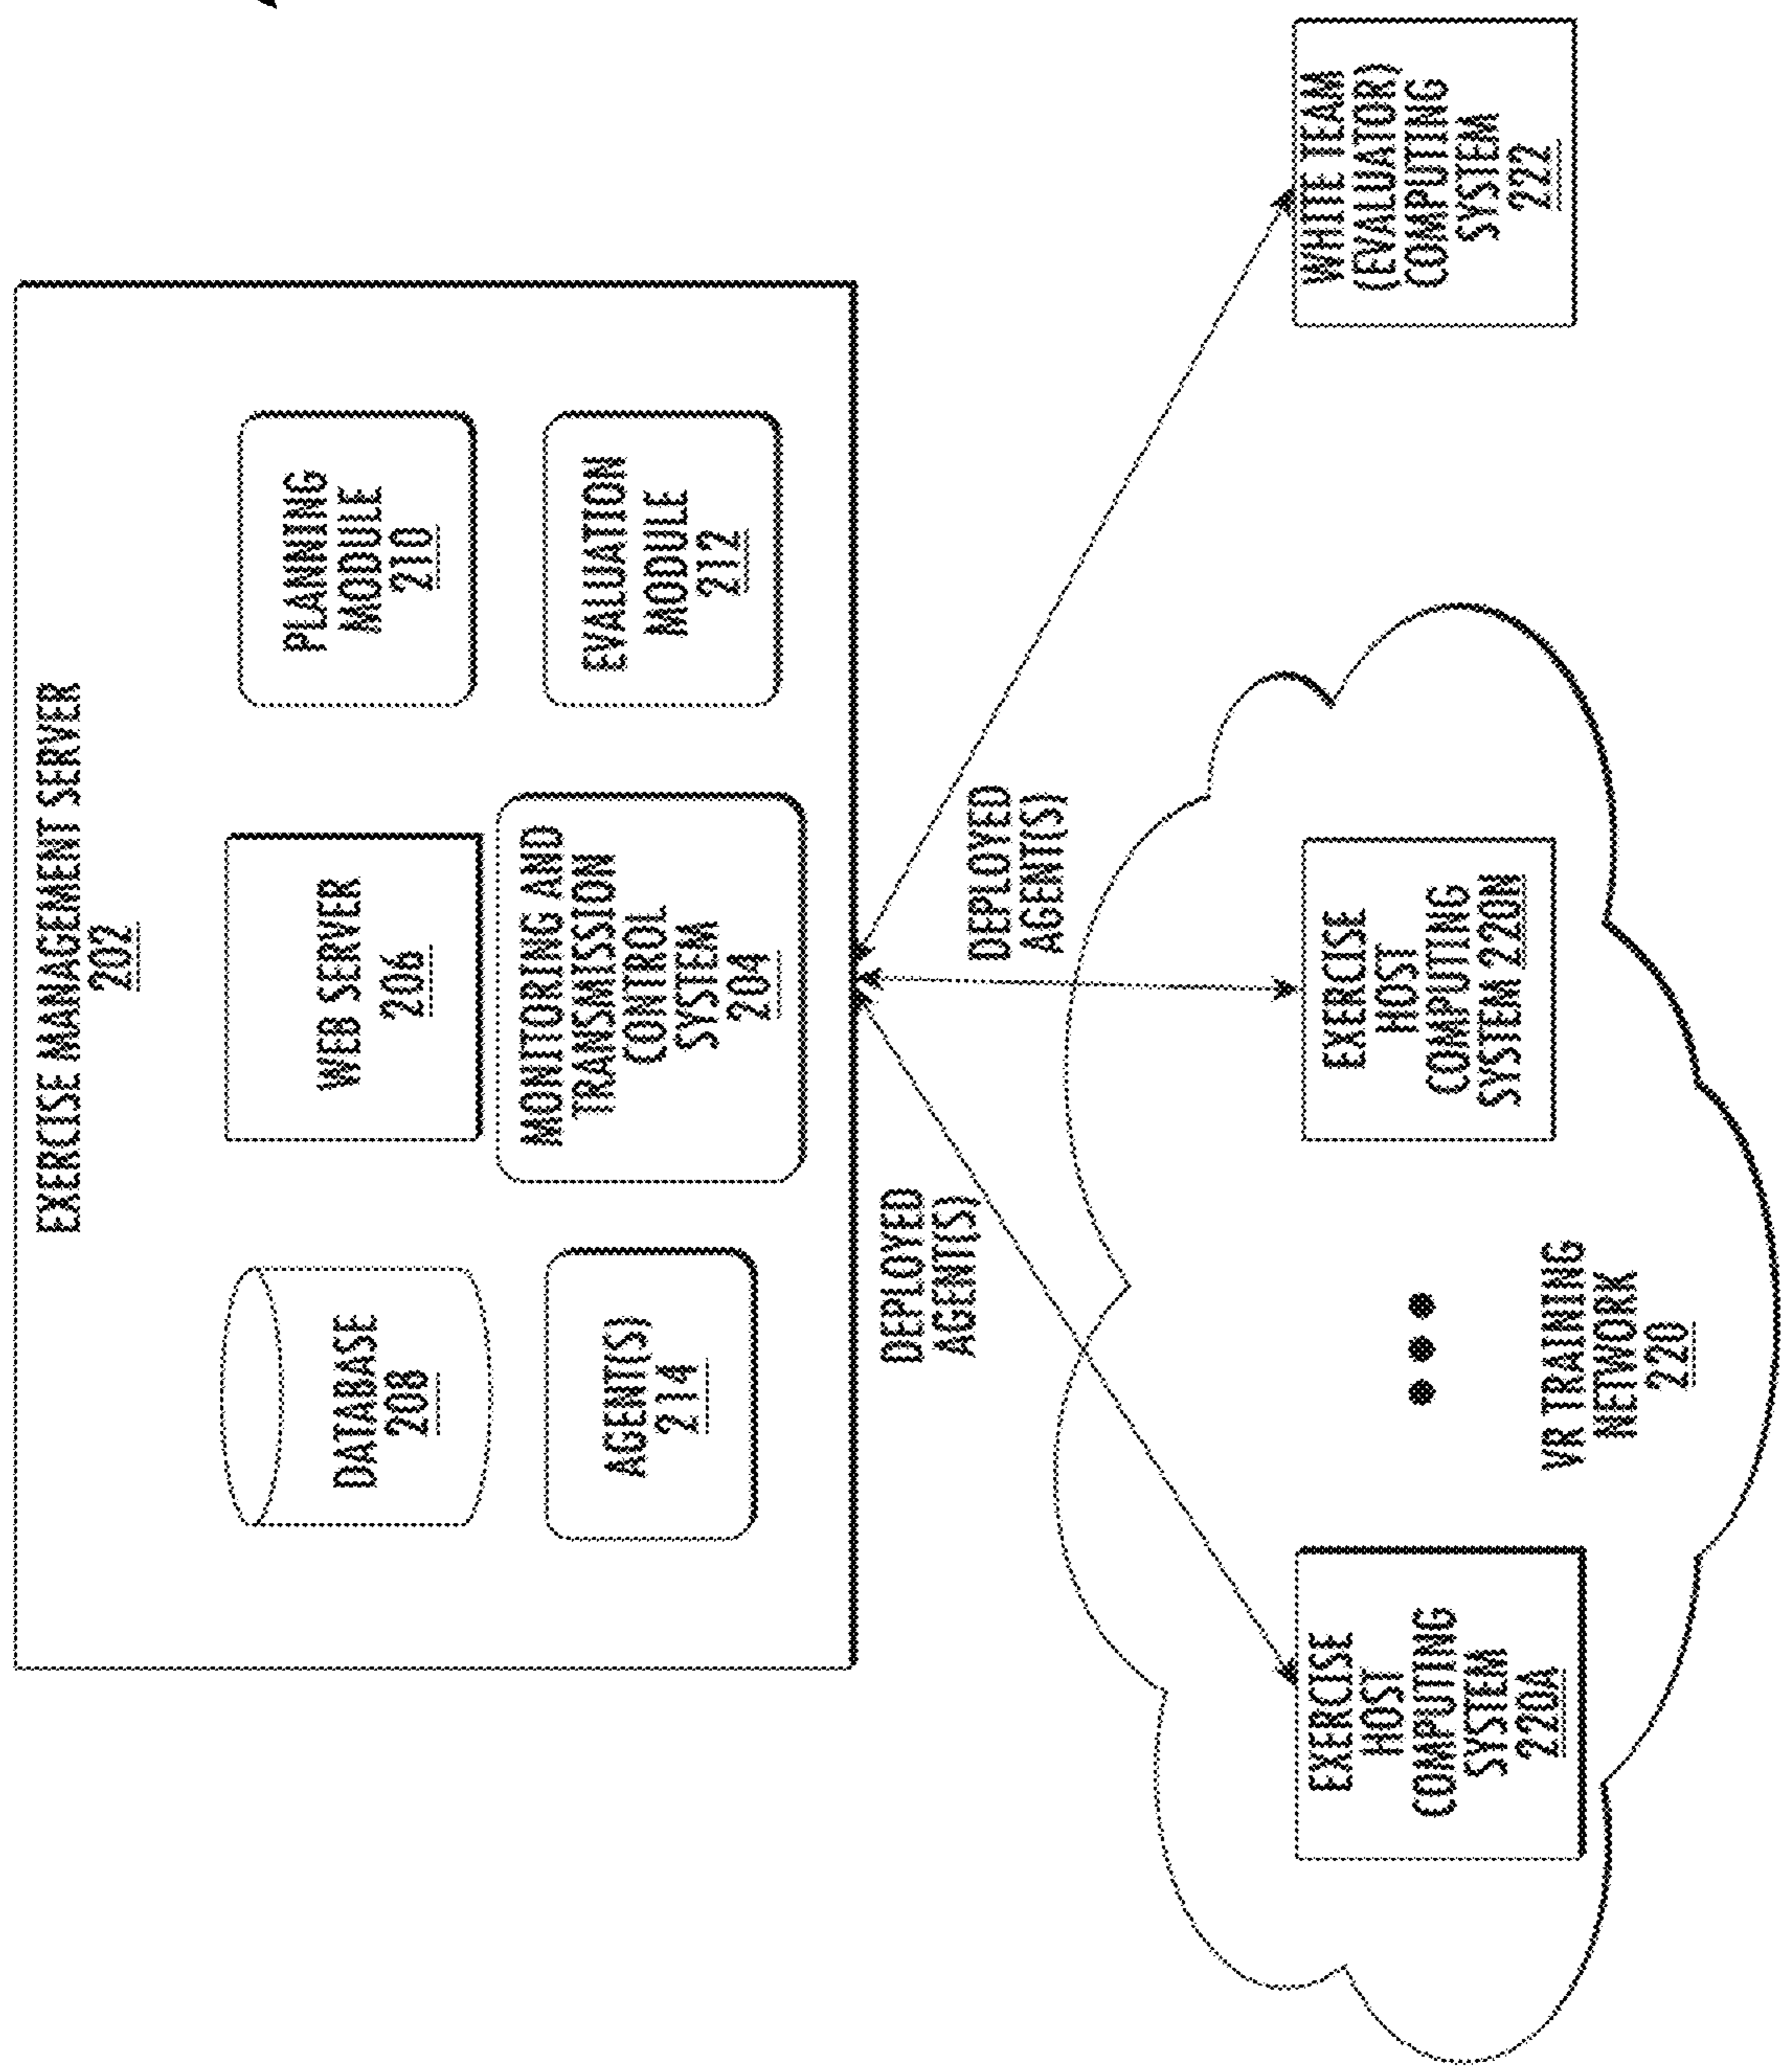 EXERCISE MANAGEMENT SERVER
202
DATABASE
208
WEB SERVER
206
PLANNING
MODULE
210
AGENT(S)
214
MONITORING AND
TRANSMISSION
CONTROL
SYSTEM
204
EVALUATION
MODULE
212
DEPLOYED
AGENT(S)
DEPLOYED
AGENT(S)
EXERCISE
HOST
COMPUTING
SYSTEM
220A
EXERCISE
HOST
COMPUTING
SYSTEM 220N
WHITE TEAM
(EVALUATOR)
COMPUTING
SYSTEM
222
VR TRAINING
NETWORK
220